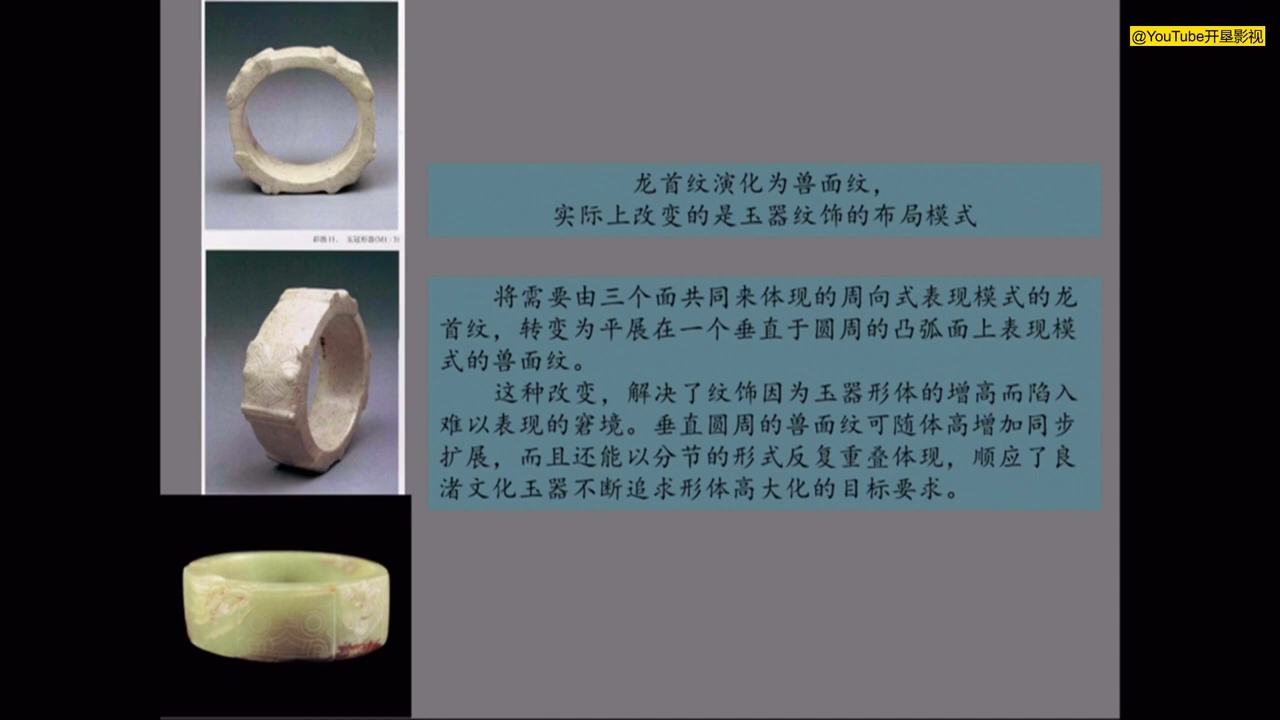 @YouTube开垦影视
龙首纹演化为兽面纹，
实际上改变的是玉器纹饰的布局模式
将需要由三个面共同来体现的周向式表现模式的龙
首纹，转变为平展在一个垂直于圆周的凸弧面上表现模
式的兽面纹。
这种改变，解决了纹饰因为玉器形体的增高而陷入
难以表现的窘境。垂直圆周的兽面纹可随体高增加同步
扩展，而且还能以分节的形式反复重叠体现，顺应了良
渚文化玉器不断追求形体高大化的目标要求。